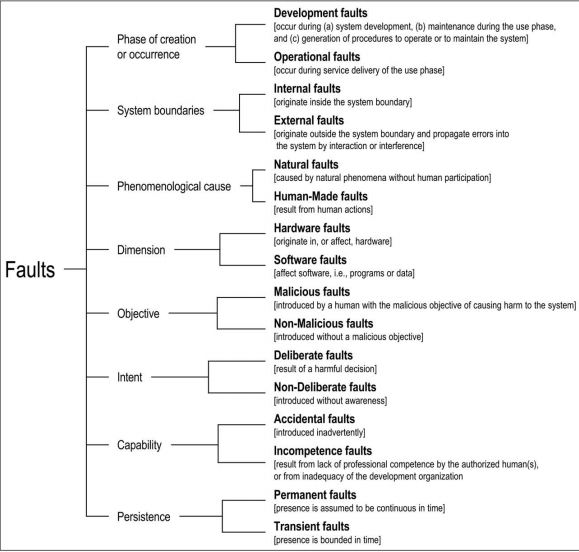 Faults
Phase of creation
or occurrence
Development faults
[occur during (a) system development, (b) maintenance during the use phase,
and (c) generation of procedures to operate or to maintain the system]
Operational faults
[occur during service delivery of the use phase]
System boundaries
Internal faults
[originate inside the system boundary]
External faults
[originate outside the system boundary and propagate errors into
the system by interaction or interference]
Phenomenological cause
Natural faults
[caused by natural phenomena without human participation]
Human-Made faults
[result from human actions]
Dimension
Hardware faults
[originate in, or affect, hardware]
Software faults
[affect software, i.e., programs or data]
Objective
Malicious faults
[introduced by a human with the malicious objective of causing harm to the system]
Non-Malicious faults
[introduced without a malicious objective]
Intent
Deliberate faults
[result of a harmful decision]
Non-Deliberate faults
[introduced without awareness]
Capability
Accidental faults
[introduced inadvertently]
Incompetence faults
[result from lack of professional competence by the authorized human(s),
or from inadequacy of the development organization
Persistence
Permanent faults
[presence is assumed to be continuous in time]
Transient faults
[presence is bounded in time]